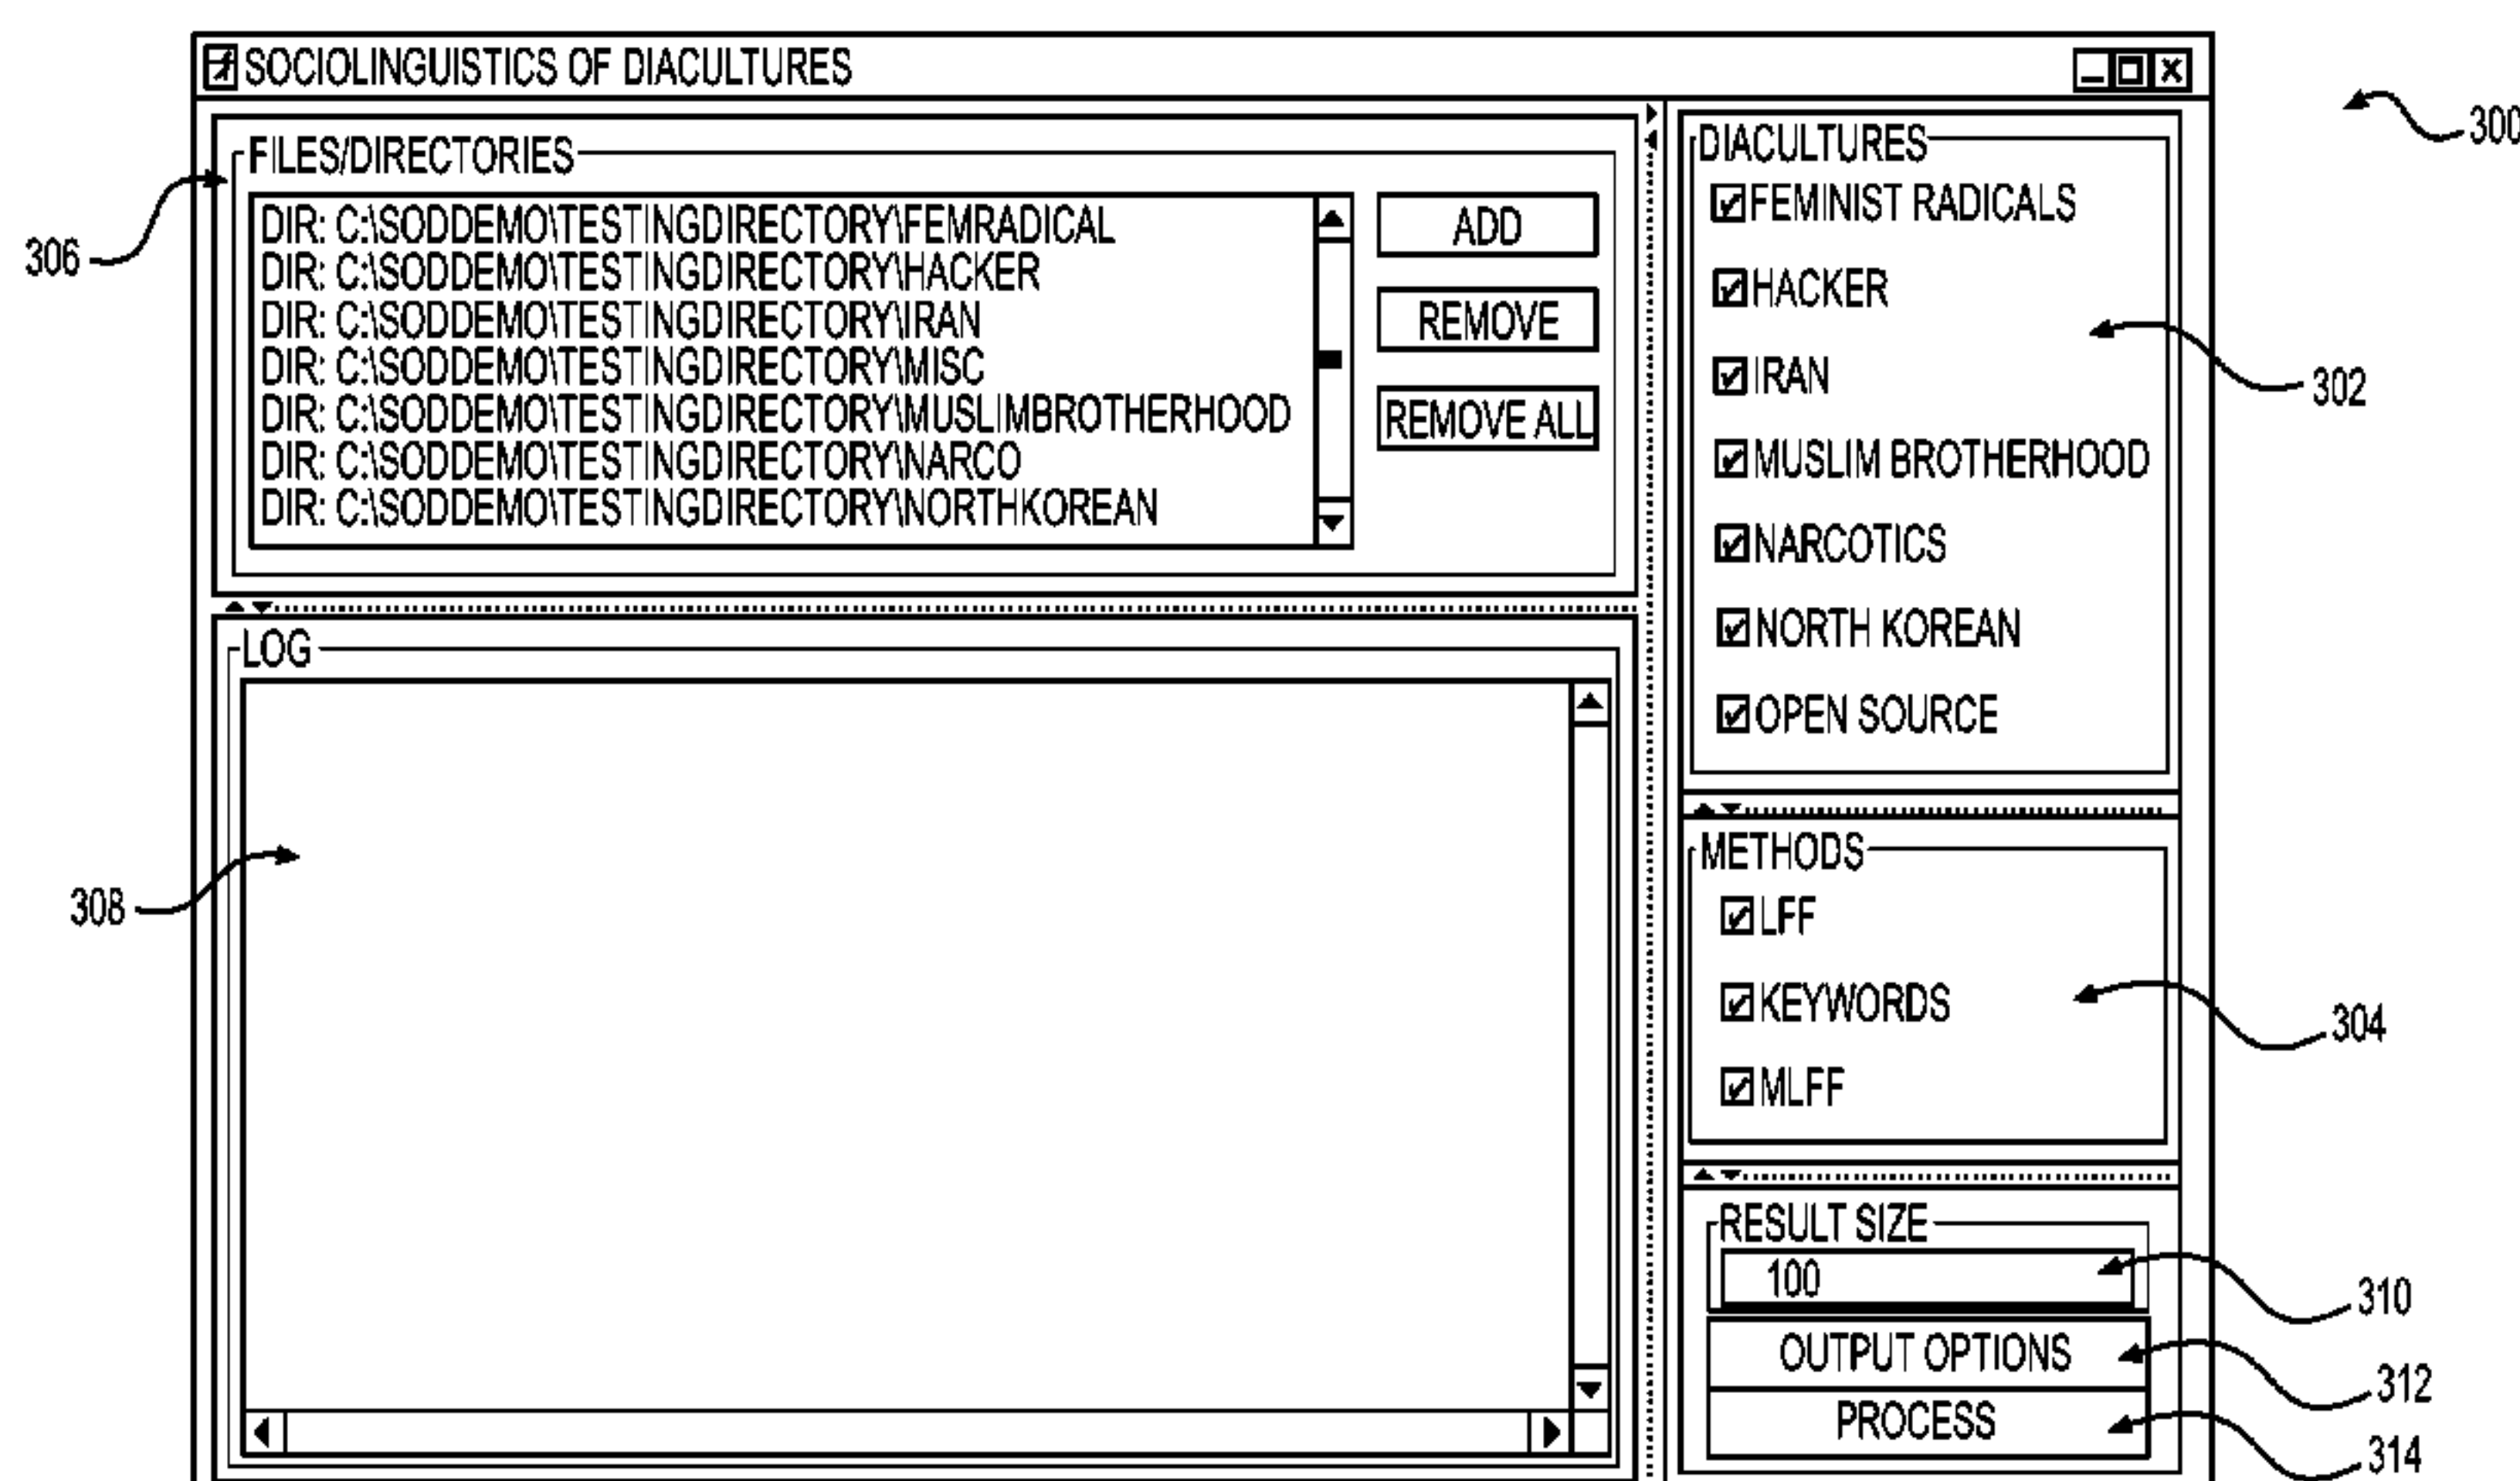 SOCIOLINGUISTICS OF DIACULTURES
300
FILES/DIRECTORIES
306
DIR: C:\SODDEMO\TESTINGDIRECTORY\FEMRADICAL
DIR: C:\SODDEMO\TESTINGDIRECTORY\HACKER
DIR: C:\SODDEMO\TESTINGDIRECTORY\IRAN
DIR: C:\SODDEMO\TESTINGDIRECTORY\MISC
DIR: C:\SODDEMO\TESTINGDIRECTORY\MUSLIMBROTHERHOOD
DIR: C:\SODDEMO\TESTINGDIRECTORY\NARCO
DIR: C:\SODDEMO\TESTINGDIRECTORY\NORTHKOREAN
ADD
REMOVE
REMOVE ALL
LOG
308
DIACULTURES
FEMINIST RADICALS
HACKER
IRAN
MUSLIM BROTHERHOOD
NARCOTICS
NORTH KOREAN
OPEN SOURCE
302
METHODS
LFF
KEYWORDS
MLFF
304
RESULT SIZE
100
310
OUTPUT OPTIONS
312
PROCESS
314